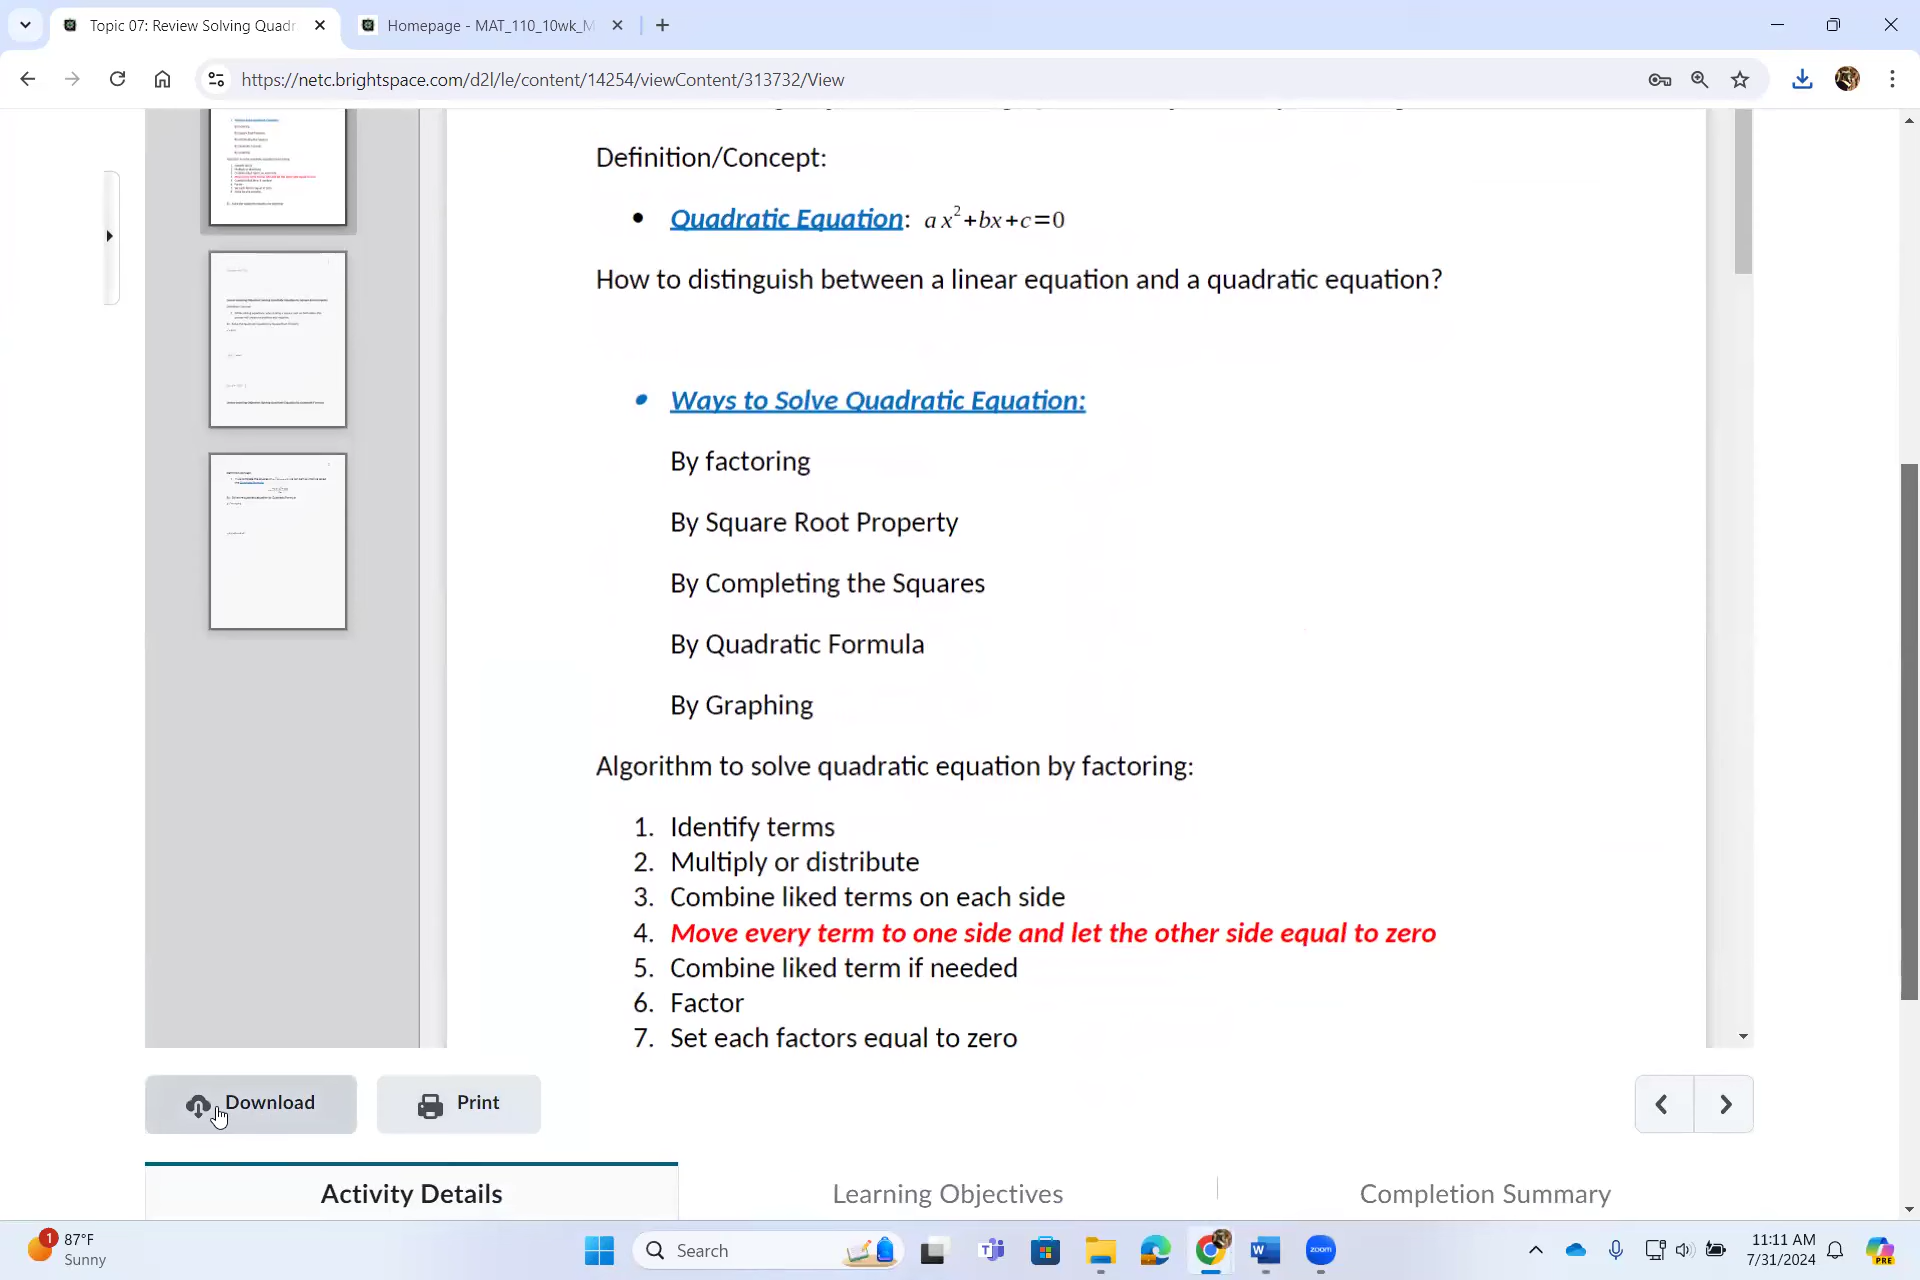 Topic 07: Review Solving Quadr
Homepage - MAT_110_10wk_M
https://netc.brightspace.com/d2l/le/content/14254/viewContent/313732/View
Definition/Concept:
• Quadratic Equation: ax²+bx+c=0
How to distinguish between a linear equation and a quadratic equation?
• Ways to Solve Quadratic Equation:
By factoring
By Square Root Property
By Completing the Squares
By Quadratic Formula
By Graphing
Algorithm to solve quadratic equation by factoring:
1. Identify terms
2. Multiply or distribute
3. Combine liked terms on each side
4. Move every term to one side and let the other side equal to zero
5. Combine liked term if needed
6. Factor
7. Set each factors equal to zero
Download
Print
Activity Details
Learning Objectives
Completion Summary
1
87°F
Sunny
Search
W
zoom
11:11 AM
7/31/2024
PRE